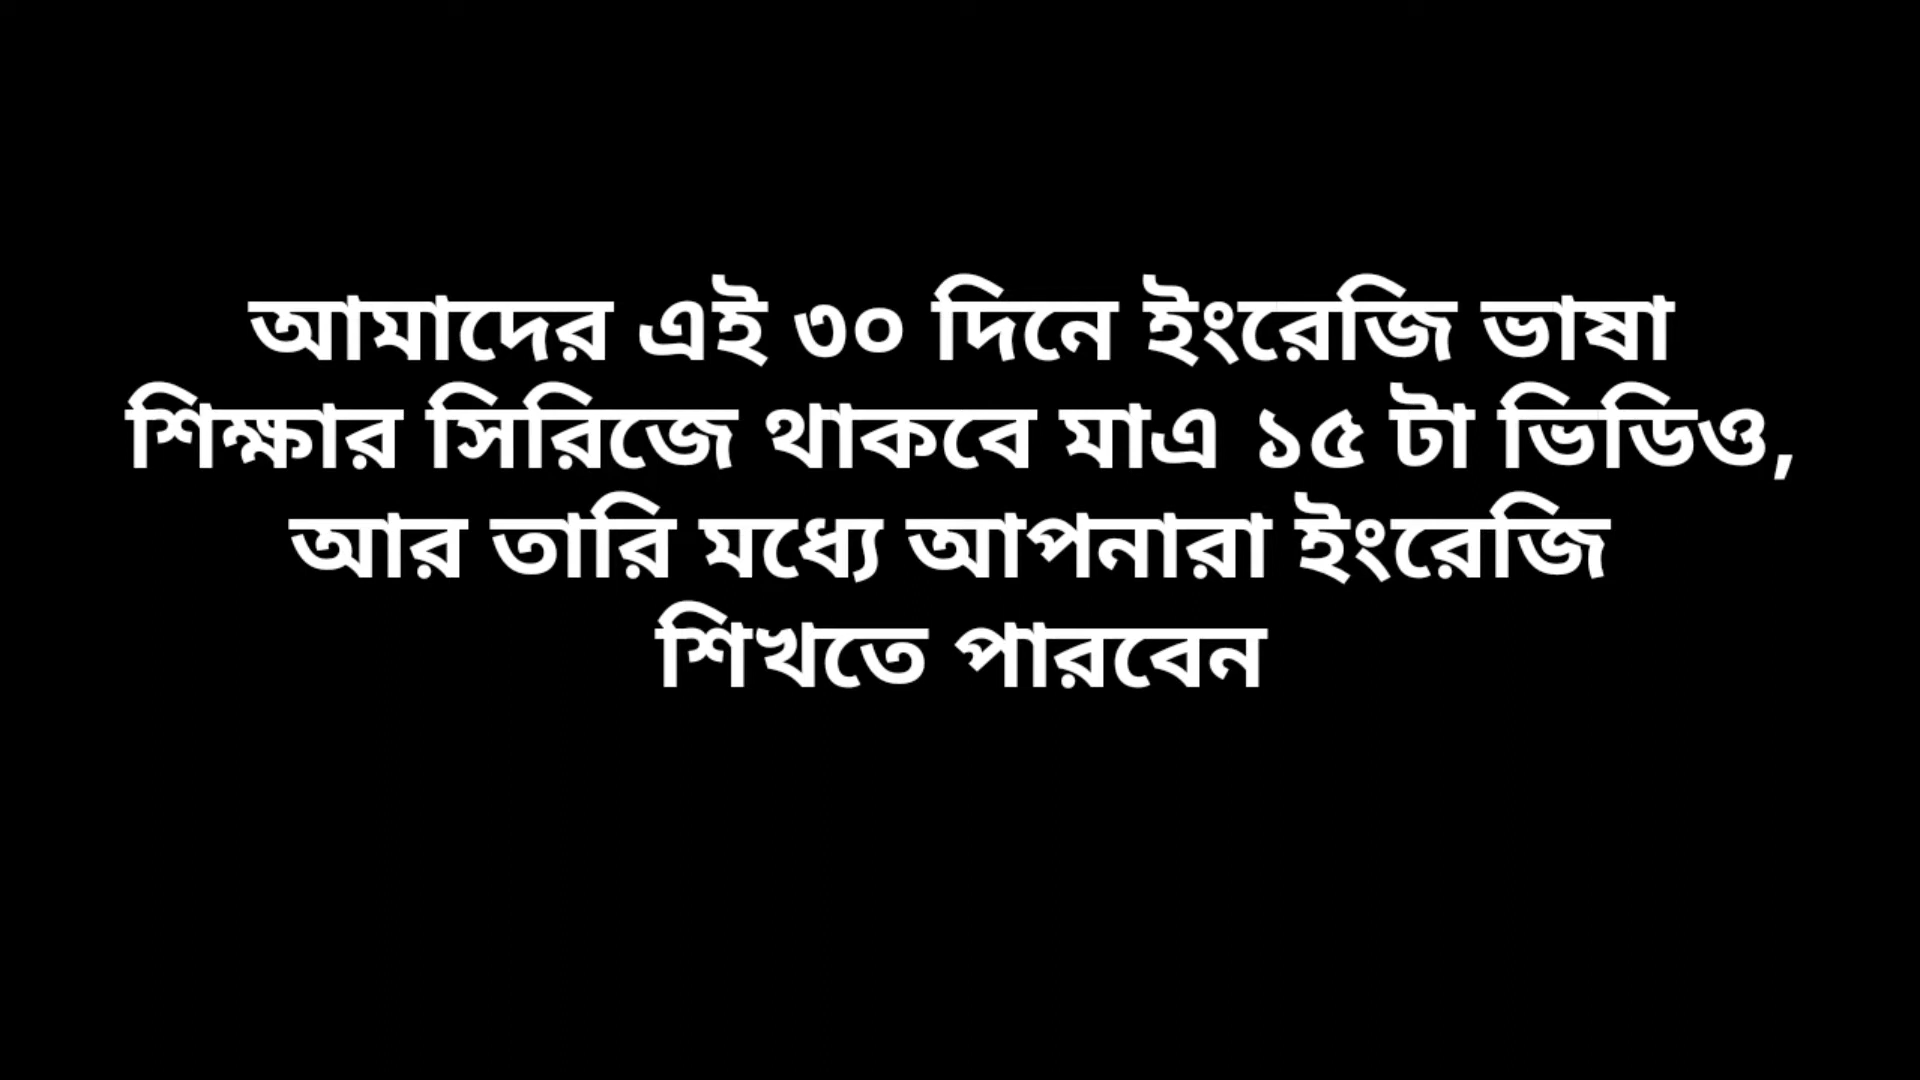 আমাদের এই ৩০ দিনে ইংরেজি ভাষা
শিক্ষার সিরিজে থাকবে মাএ ১৫ টা ভিডিও,
আর তারি মধ্যে আপনারা ইংরেজি
শিখতে পারবেন